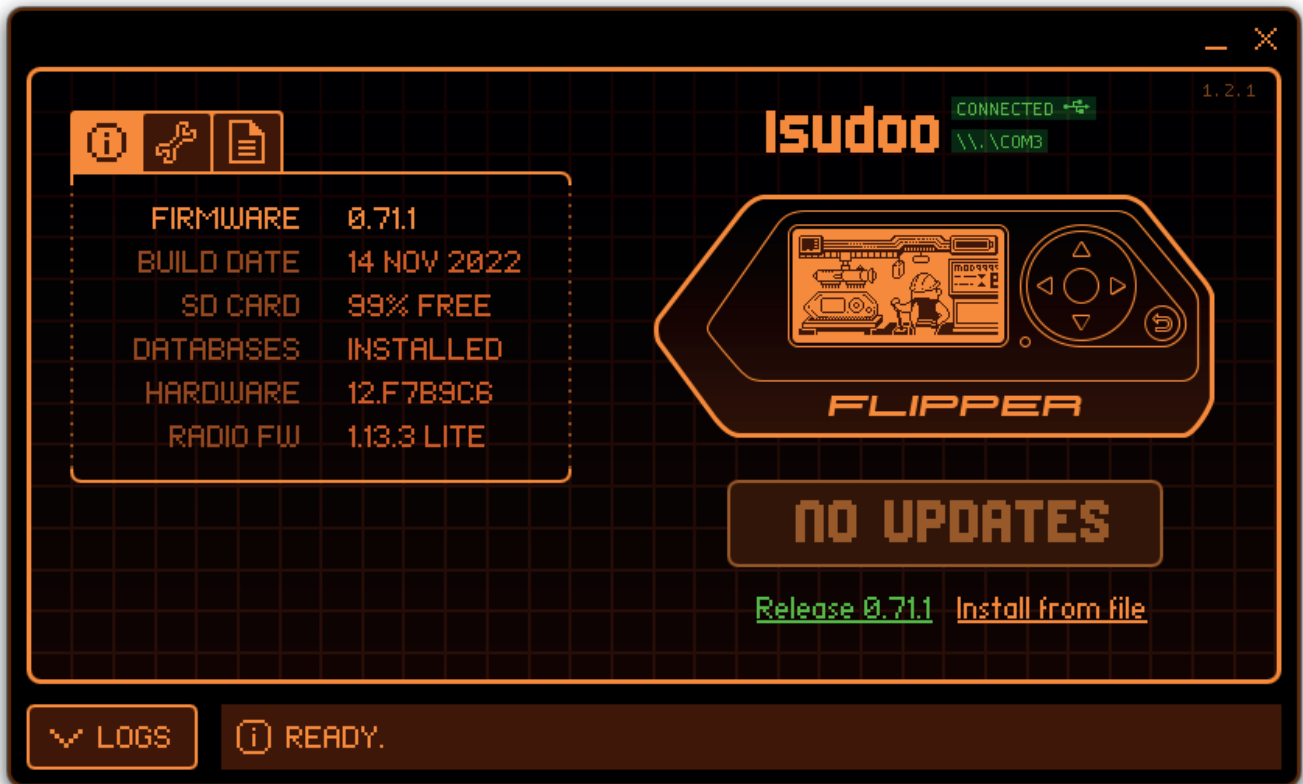 1.2.1
Isudoo
CONNECTED
\\.\COM3
FIRMWARE 0.71.1
BUILD DATE 14 NOV 2022
SD CARD 99% FREE
DATABASES INSTALLED
HARDWARE 12.F7B9C6
RADIO FW 1.13.3 LITE
FLIPPER
NO UPDATES
Release 0.71.1 Install from file
LOGS
READY.